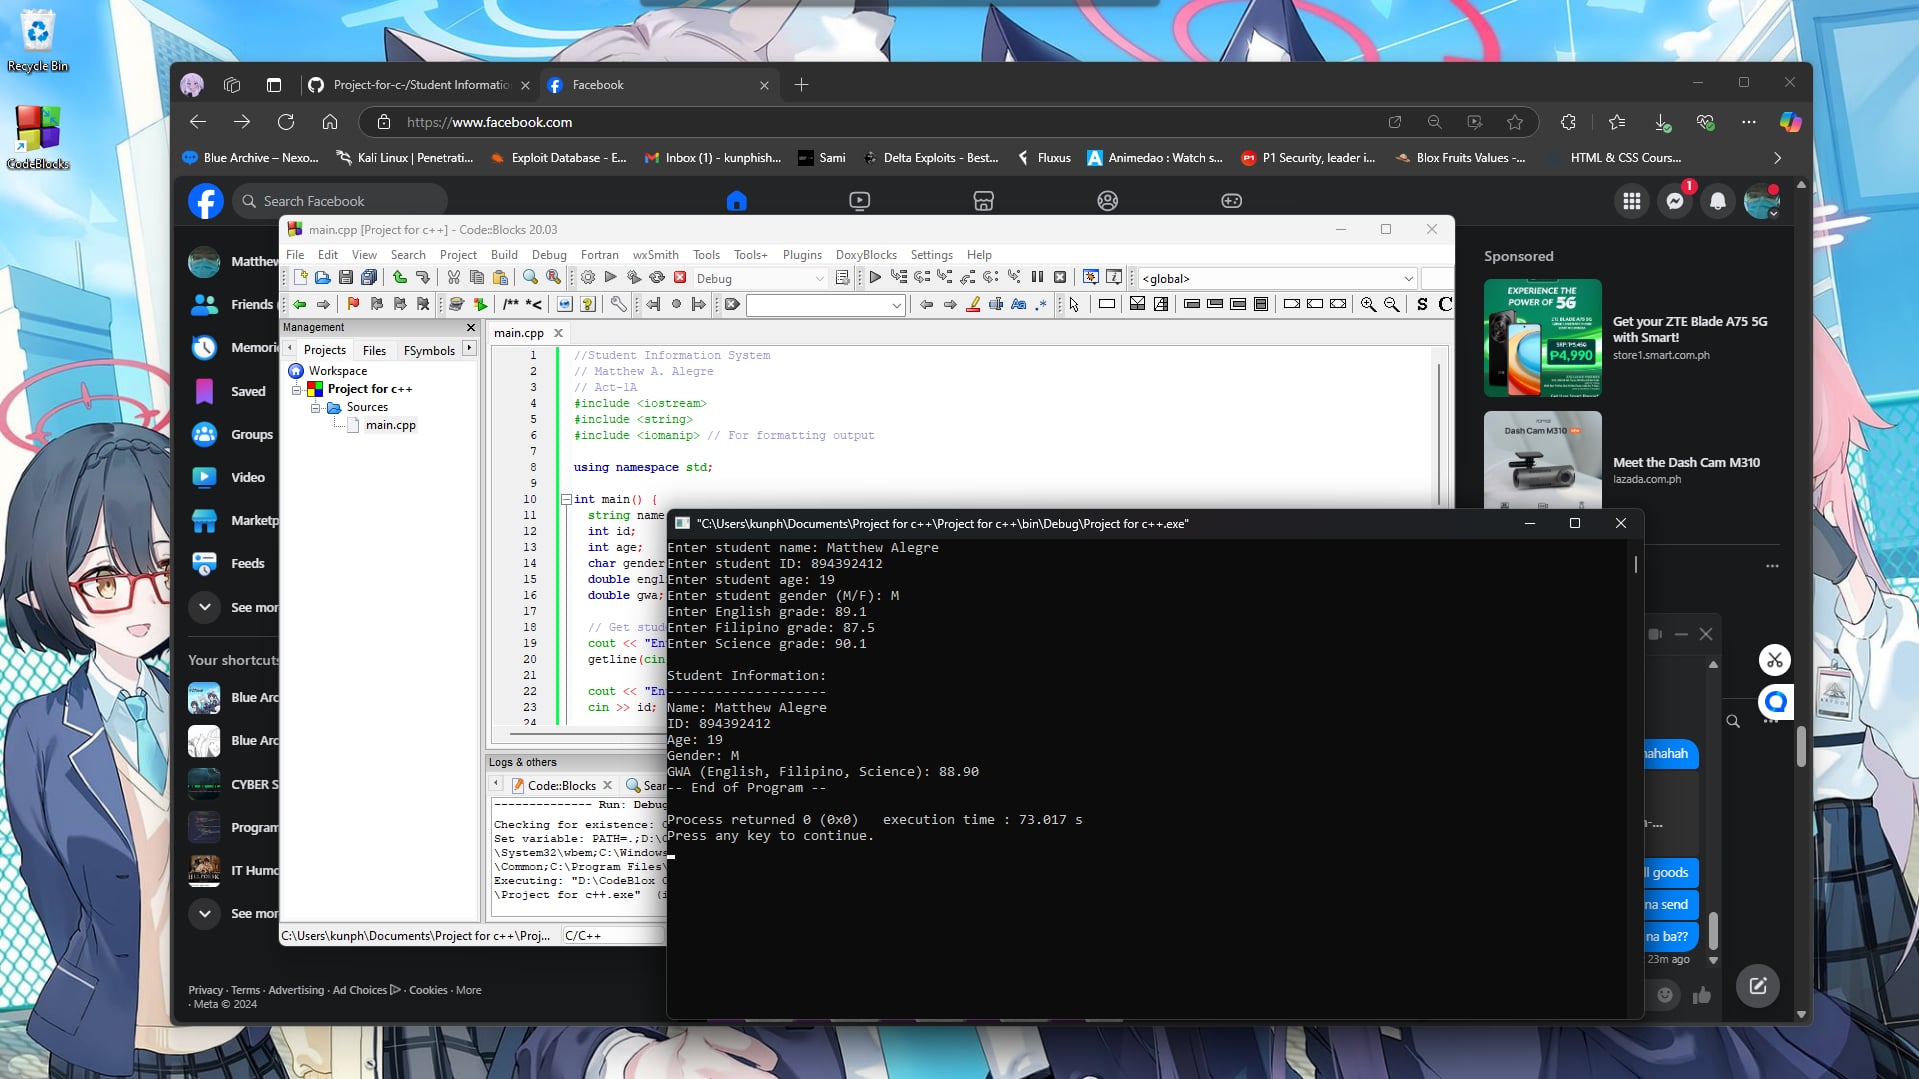 Recycle Bin
CodeBlocks
Project-for-c-/Student Informatio
Facebook
https://www.facebook.com
Blue Archive – Nexo...
Kali Linux | Penetrati...
Exploit Database - E...
Inbox (1) - kunphish...
Sami
Delta Exploits - Best...
Fluxus
Animedao : Watch s...
P1 Security, leader i...
Blox Fruits Values -...
HTML & CSS Cours...
Search Facebook
1
Matthew
Friends
Memori
Saved
Groups
Video
Marketp
Feeds
See mor
Your shortcuts
Blue Arc
Blue Arc
CYBER S
Program
IT Humo
See mor
Privacy · Terms · Advertising · Ad Choices · Cookies · More
· Meta © 2024
main.cpp [Project for c++] - Code::Blocks 20.03
File Edit View Search Project Build Debug Fortran wxSmith Tools Tools+ Plugins DoxyBlocks Settings Help
Debug
<global>
/** *<
S C
Management
Projects Files FSymbols
Workspace
Project for c++
Sources
main.cpp
main.cpp
1 //Student Information System
2 // Matthew A. Alegre
3 // Act-1A
4 #include <iostream>
5 #include <string>
6 #include <iomanip> // For formatting output
7
8 using namespace std;
9
10 int main() {
11 string name
12 int id;
13 int age;
14 char gender
15 double engl
16 double gwa;
17
18 // Get stud
19 cout << "En
20 getline(cin
21
22 cout << "En
23 cin >> id;
24
Logs & others
Code::Blocks
Sear
-------------- Run: Debug
Checking for existence: C
Set variable: PATH=.;D:\C
\System32\wbem;C:\Windows
\Common;C:\Program Files\
Executing: "D:\CodeBlox C
\Project for c++.exe" (i
C:\Users\kunph\Documents\Project for c++\Proj...
C/C++
"C:\Users\kunph\Documents\Project for c++\Project for c++\bin\Debug\Project for c++.exe"
Enter student name: Matthew Alegre
Enter student ID: 894392412
Enter student age: 19
Enter student gender (M/F): M
Enter English grade: 89.1
Enter Filipino grade: 87.5
Enter Science grade: 90.1
Student Information:
--------------------
Name: Matthew Alegre
ID: 894392412
Age: 19
Gender: M
GWA (English, Filipino, Science): 88.90
-- End of Program --
Process returned 0 (0x0) execution time : 73.017 s
Press any key to continue.
Sponsored
EXPERIENCE THE
POWER OF 5G
₱4,990
Get your ZTE Blade A75 5G
with Smart!
store1.smart.com.ph
Dash Cam M310
Meet the Dash Cam M310
lazada.com.ph
ahahah
ll goods
na send
na ba??
23m ago